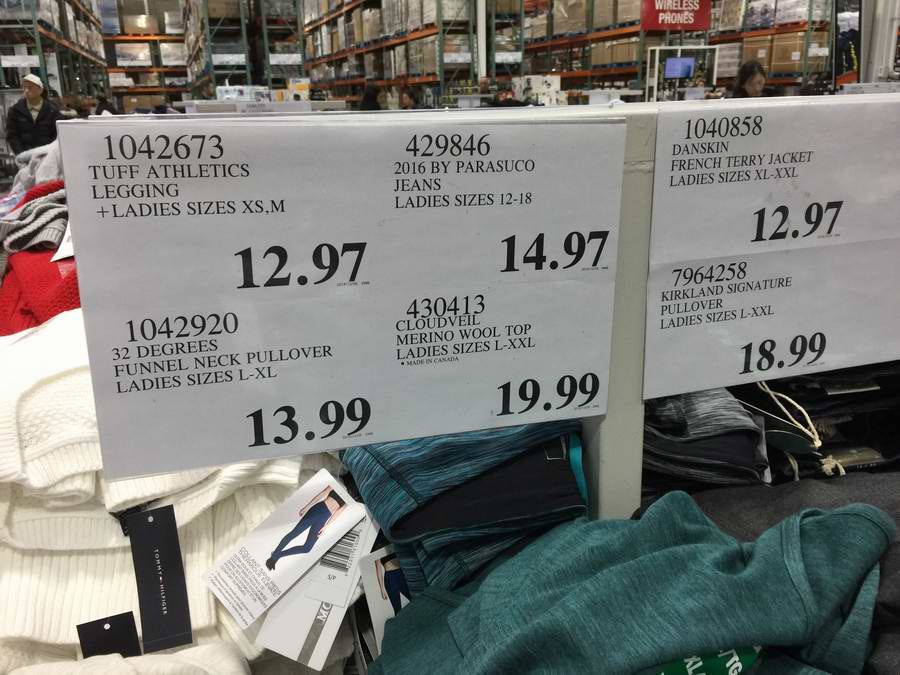 WIRELESS
PHONES
1042673
TUFF ATHLETICS
LEGGING
+LADIES SIZES XS,M
12.97
429846
2016 BY PARASUCO
JEANS
LADIES SIZES 12-18
14.97
1042920
32 DEGREES
FUNNEL NECK PULLOVER
LADIES SIZES L-XL
13.99
430413
CLOUDVEIL
MERINO WOOL TOP
LADIES SIZES L-XXL
* MADE IN CANADA
19.99
1040858
DANSKIN
FRENCH TERRY JACKET
LADIES SIZES XL-XXL
12.97
7964258
KIRKLAND SIGNATURE
PULLOVER
LADIES SIZES L-XXL
18.99
TOMMY HILFIGER
S/P